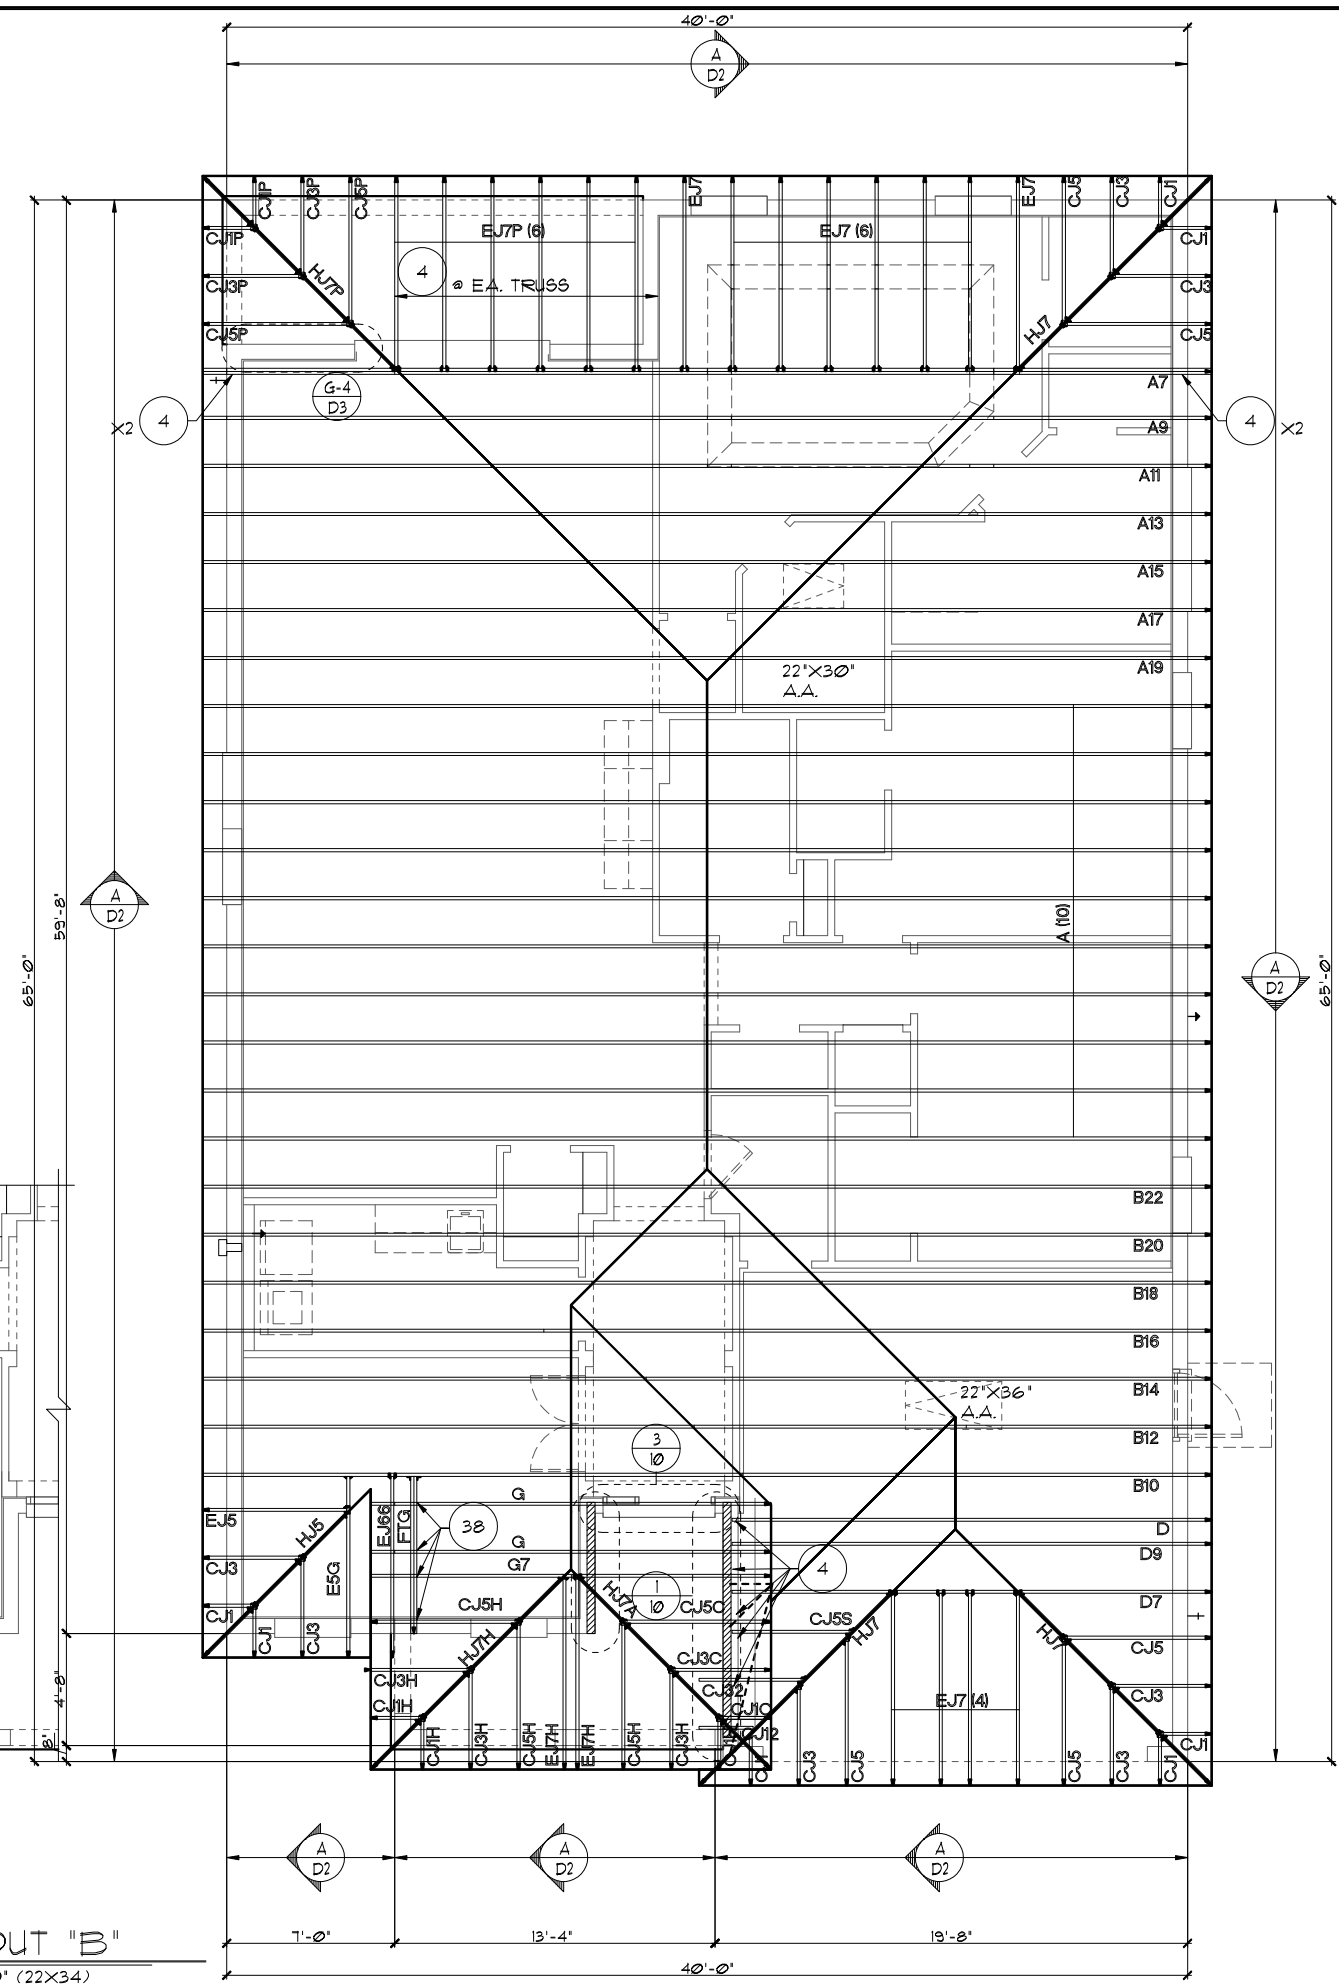 40'-0"
A
D2
CJ1P
CJ3P
CJ5P
EJ7
EJ7
CJ5
CJ3
CJ1
CJ1P
EJ7P (6)
EJ7 (6)
CJ1
CJ3P
HJ7P
4
@ EA. TRUSS
CJ3
CJ5P
HJ7
CJ5
G-4
D3
A7
X2
4
4
X2
A9
A11
A13
A15
A17
22"X30"
A.A.
A19
A
D2
59'-8"
65'-0"
A (10)
A
D2
65'-0"
B22
B20
B18
B16
22"X36"
A.A.
B14
B12
3
10
B10
EJ5
HJ5
EJ66
FTG
G
38
D
CJ3
G
D9
E5G
G7
4
CJ1
1
10
HJ7A
D7
CJ1
CJ3
CJ5H
CJ5C
CJ5S
HJ7
HJ7
CJ5
HJ7H
CJ3H
CJ3C
CJ32
CJ3
4'-8"
CJ1H
CJ1C
EJ7 (4)
8'
CJ12
CJ1
CJ1H
CJ3H
CJ5H
EJ7H
EJ7H
CJ5H
CJ3H
CJ1
CJ3
CJ5
CJ5
CJ3
CJ1
A
D2
A
D2
A
D2
7'-0"
13'-4"
19'-8"
OUT "B"
40'-0"
0" (22X34)